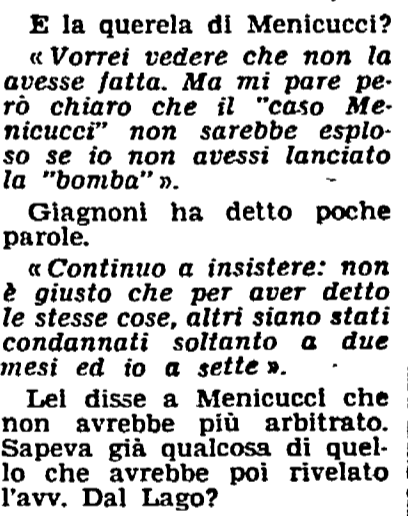 E la querela di Menicucci?
« Vorrei vedere che non la
avesse fatta. Ma mi pare pe-
rò chiaro che il "caso Me-
nicucci" non sarebbe esplo-
so se io non avessi lanciato
la "bomba" ».
Giagnoni ha detto poche
parole.
« Continuo a insistere: non
è giusto che per aver detto
le stesse cose, altri siano stati
condannati soltanto a due
mesi ed io a sette ».
Lei disse a Menicucci che
non avrebbe più arbitrato.
Sapeva già qualcosa di quel-
lo che avrebbe poi rivelato
l'avv. Dal Lago?